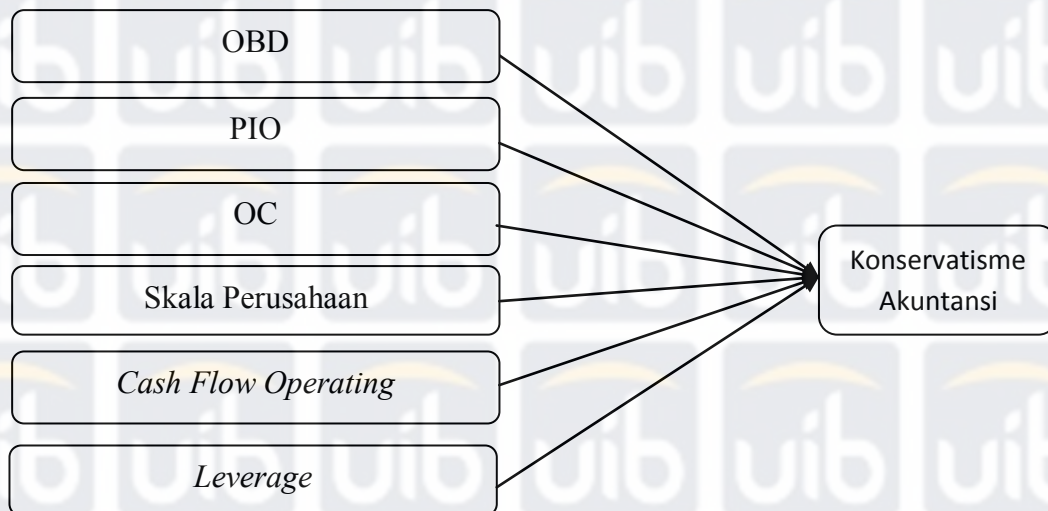 OBD
PIO
OC
Skala Perusahaan
Cash Flow Operating
Leverage
Konservatisme
Akuntansi